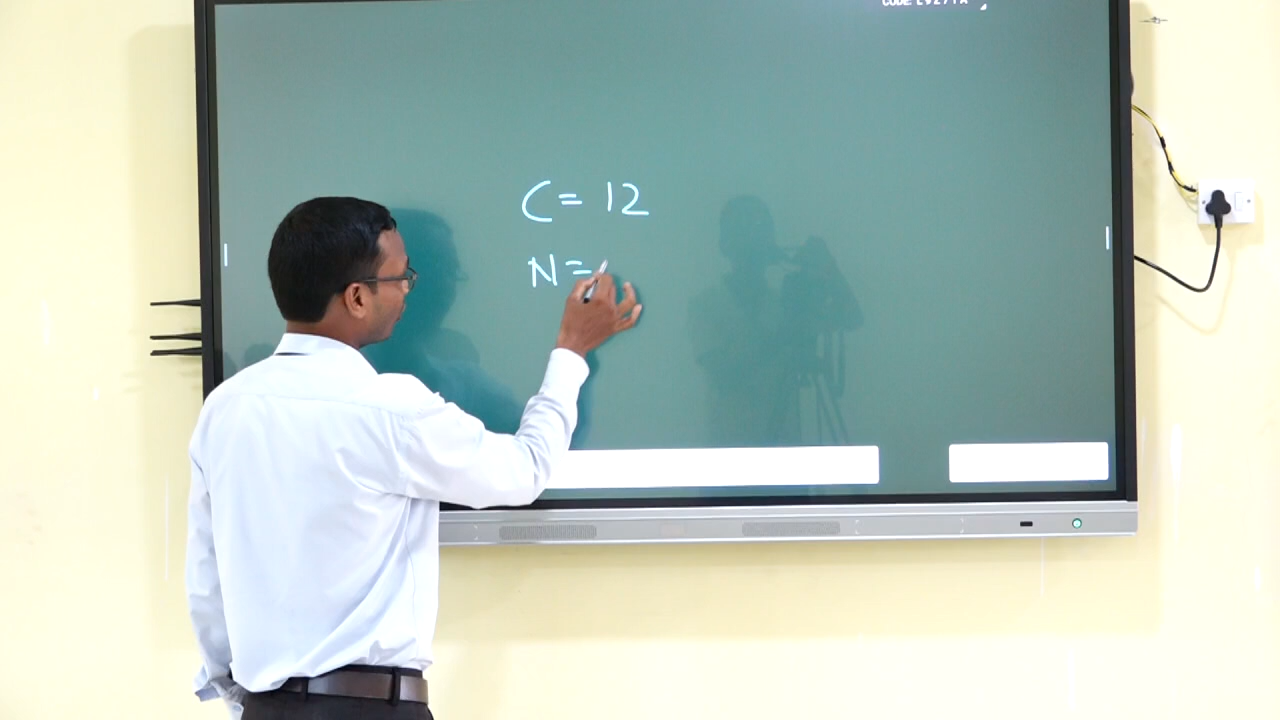 C = 12
N =